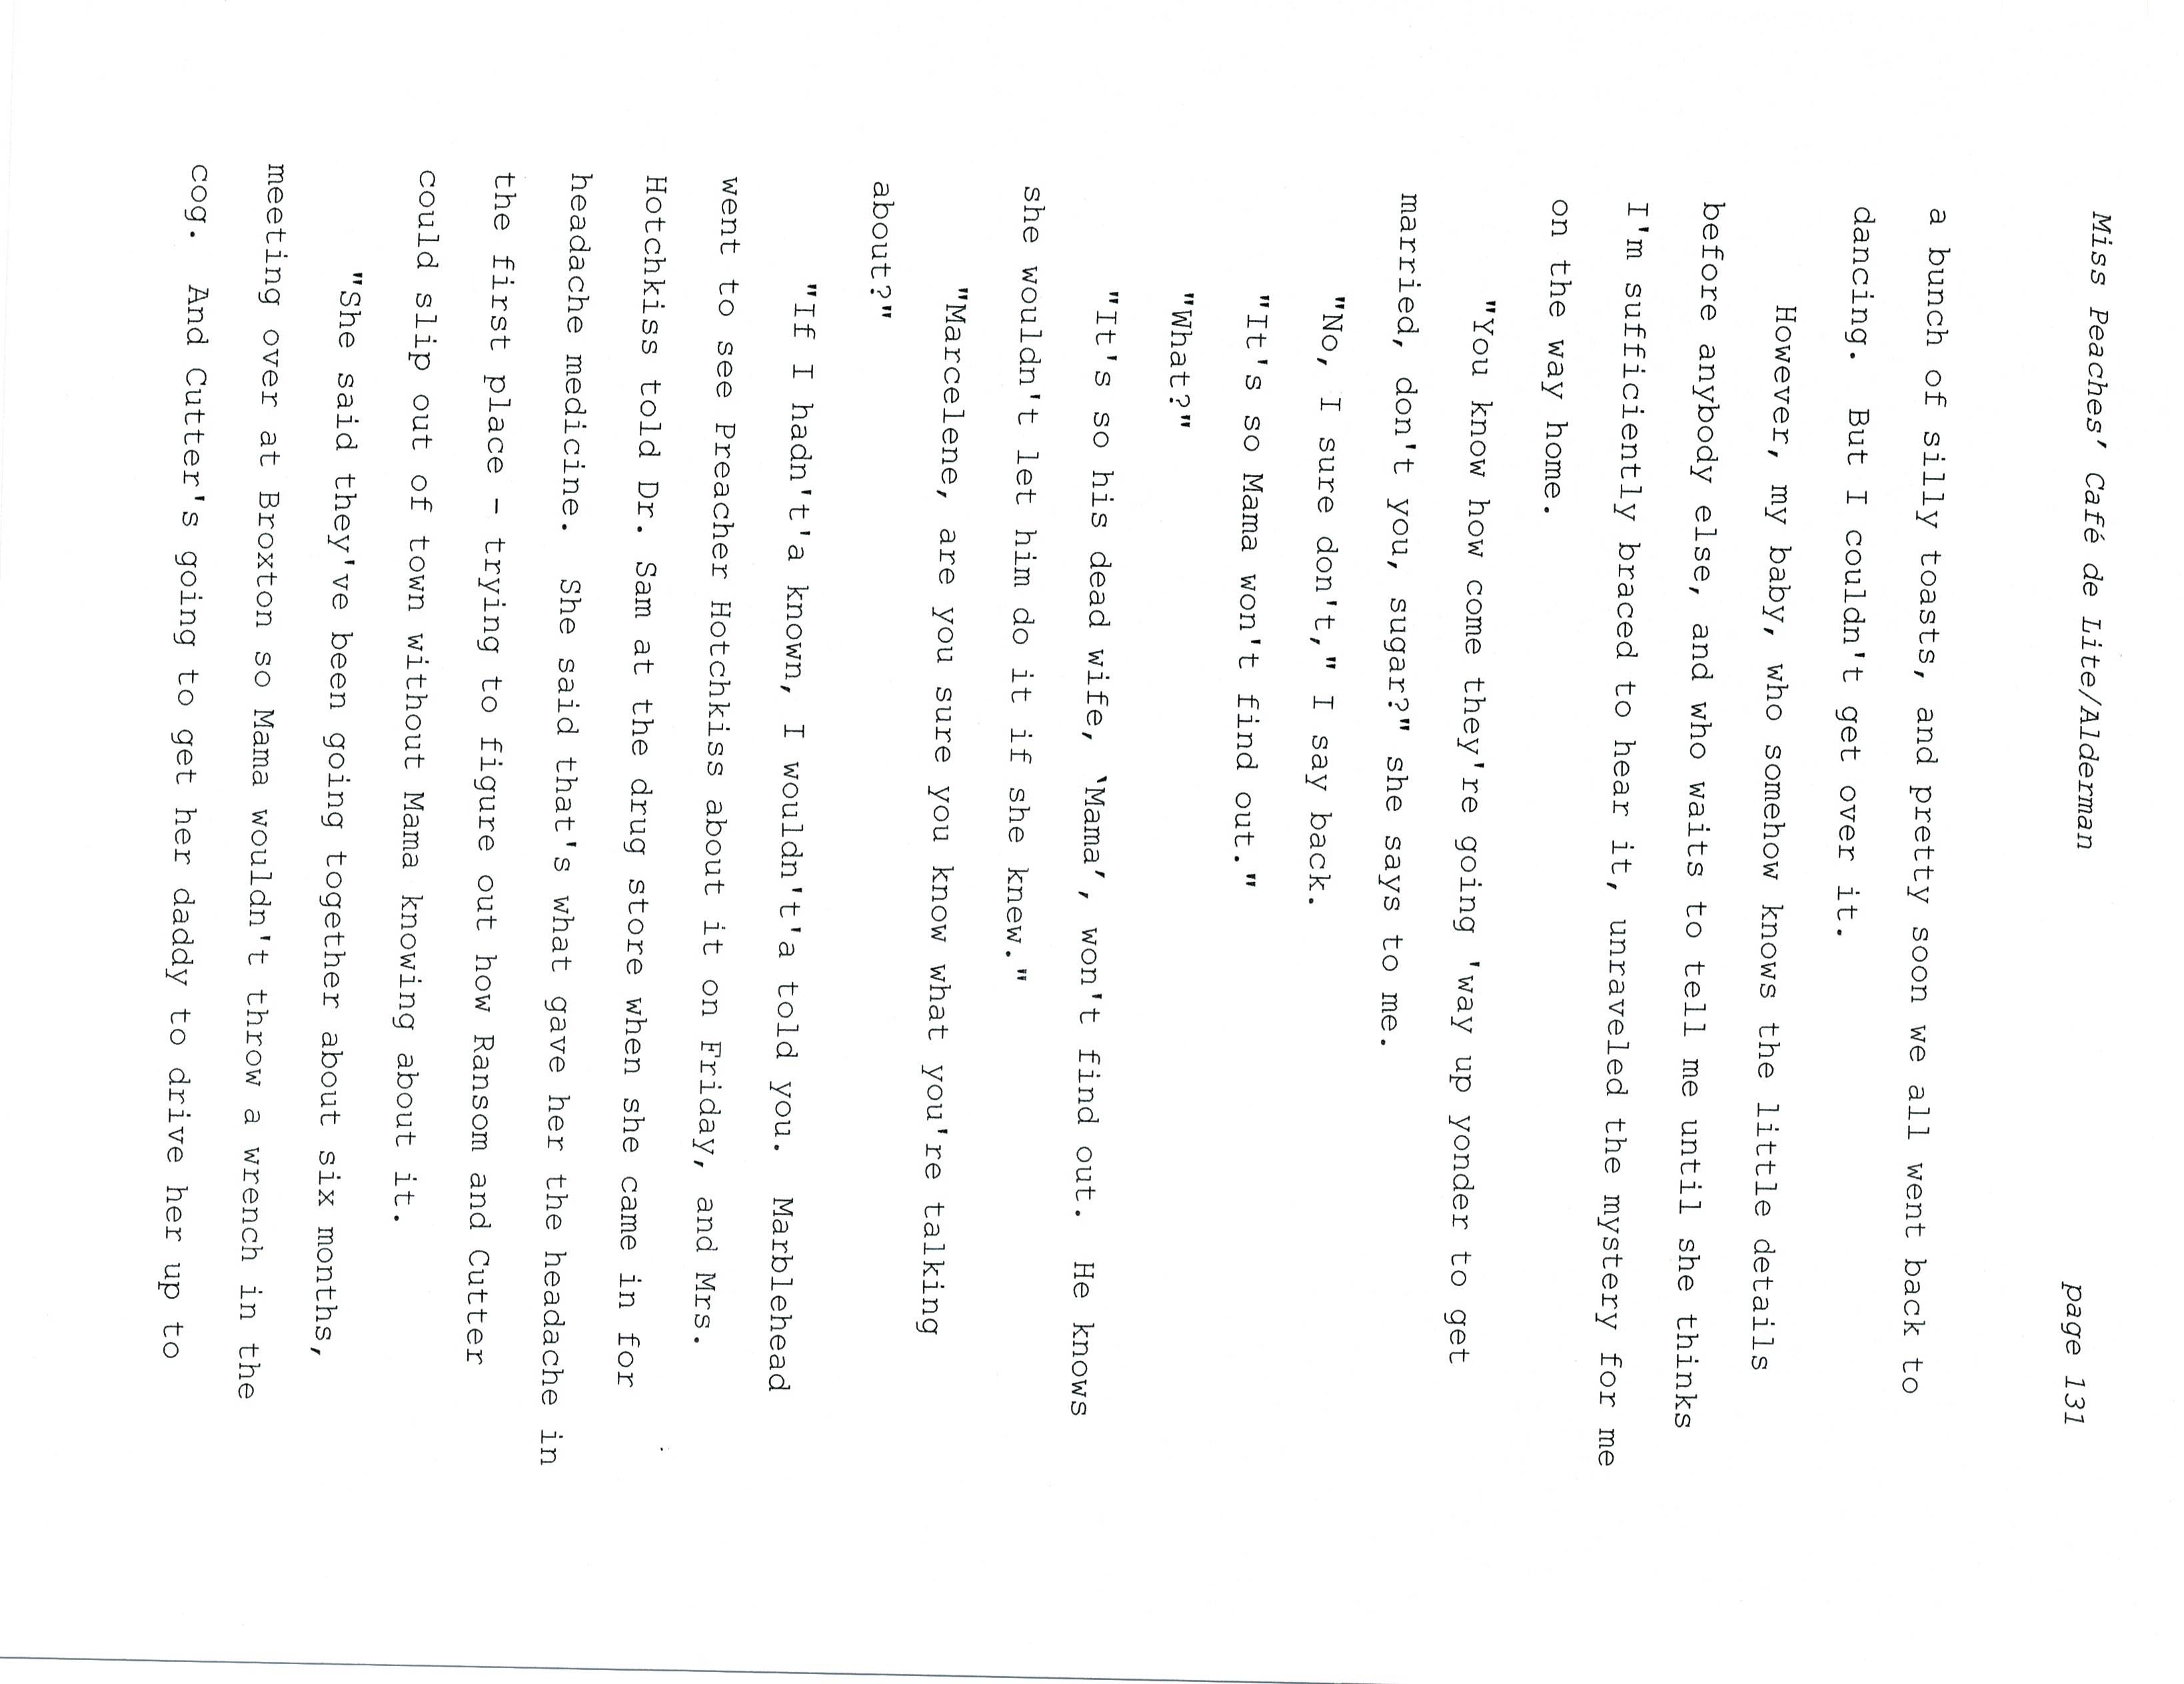 Miss Peaches' Café de Lite/Alderman page 131
a bunch of silly toasts, and pretty soon we all went back to
dancing. But I couldn't get over it.
However, my baby, who somehow knows the little details
before anybody else, and who waits to tell me until she thinks
I'm sufficiently braced to hear it, unraveled the mystery for me
on the way home.
"You know how come they're going 'way up yonder to get
married, don't you, sugar?" she says to me.
"No, I sure don't," I say back.
"It's so Mama won't find out."
"What?"
"It's so his dead wife, ‛Mama’, won't find out. He knows
she wouldn't let him do it if she knew."
"Marcelene, are you sure you know what you're talking
about?"
"If I hadn't'a known, I wouldn't'a told you. Marblehead
went to see Preacher Hotchkiss about it on Friday, and Mrs.
Hotchkiss told Dr. Sam at the drug store when she came in for
headache medicine. She said that's what gave her the headache in
the first place - trying to figure out how Ransom and Cutter
could slip out of town without Mama knowing about it.
"She said they've been going together about six months,
meeting over at Broxton so Mama wouldn't throw a wrench in the
cog. And Cutter's going to get her daddy to drive her up to